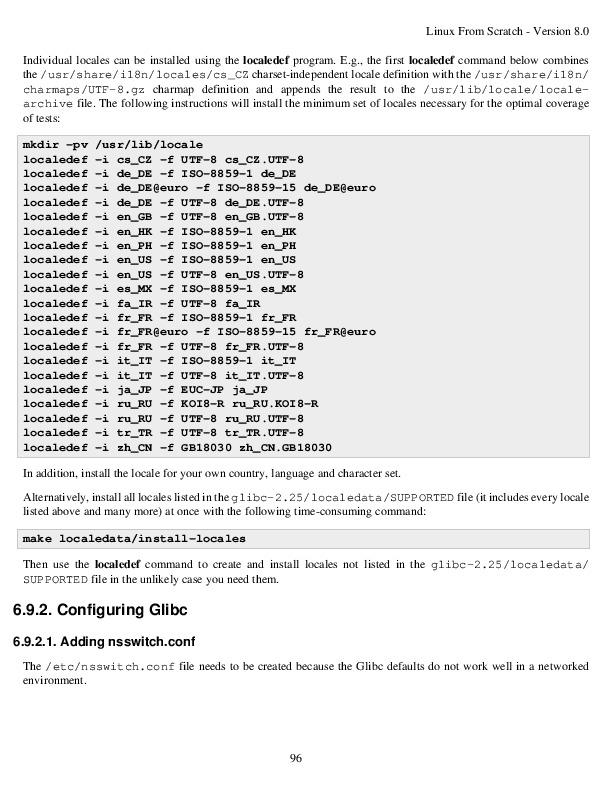 Linux From Scratch - Version 8.0
Individual locales can be installed using the localedef program. E.g., the first localedef command below combines
the /usr/share/i18n/locales/cs_CZ charset-independent locale definition with the /usr/share/i18n/
charmaps/UTF-8.gz charmap definition and appends the result to the /usr/lib/locale/locale-
archive file. The following instructions will install the minimum set of locales necessary for the optimal coverage
of tests:
mkdir -pv /usr/lib/locale
localedef -i cs_CZ -f UTF-8 cs_CZ.UTF-8
localedef -i de_DE -f ISO-8859-1 de_DE
localedef -i de_DE@euro -f ISO-8859-15 de_DE@euro
localedef -i de_DE -f UTF-8 de_DE.UTF-8
localedef -i en_GB -f UTF-8 en_GB.UTF-8
localedef -i en_HK -f ISO-8859-1 en_HK
localedef -i en_PH -f ISO-8859-1 en_PH
localedef -i en_US -f ISO-8859-1 en_US
localedef -i en_US -f UTF-8 en_US.UTF-8
localedef -i es_MX -f ISO-8859-1 es_MX
localedef -i fa_IR -f UTF-8 fa_IR
localedef -i fr_FR -f ISO-8859-1 fr_FR
localedef -i fr_FR@euro -f ISO-8859-15 fr_FR@euro
localedef -i fr_FR -f UTF-8 fr_FR.UTF-8
localedef -i it_IT -f ISO-8859-1 it_IT
localedef -i it_IT -f UTF-8 it_IT.UTF-8
localedef -i ja_JP -f EUC-JP ja_JP
localedef -i ru_RU -f KOI8-R ru_RU.KOI8-R
localedef -i ru_RU -f UTF-8 ru_RU.UTF-8
localedef -i tr_TR -f UTF-8 tr_TR.UTF-8
localedef -i zh_CN -f GB18030 zh_CN.GB18030
In addition, install the locale for your own country, language and character set.
Alternatively, install all locales listed in the glibc-2.25/localedata/SUPPORTED file (it includes every locale
listed above and many more) at once with the following time-consuming command:
make localedata/install-locales
Then use the localedef command to create and install locales not listed in the glibc-2.25/localedata/
SUPPORTED file in the unlikely case you need them.
6.9.2. Configuring Glibc
6.9.2.1. Adding nsswitch.conf
The /etc/nsswitch.conf file needs to be created because the Glibc defaults do not work well in a networked
environment.
96